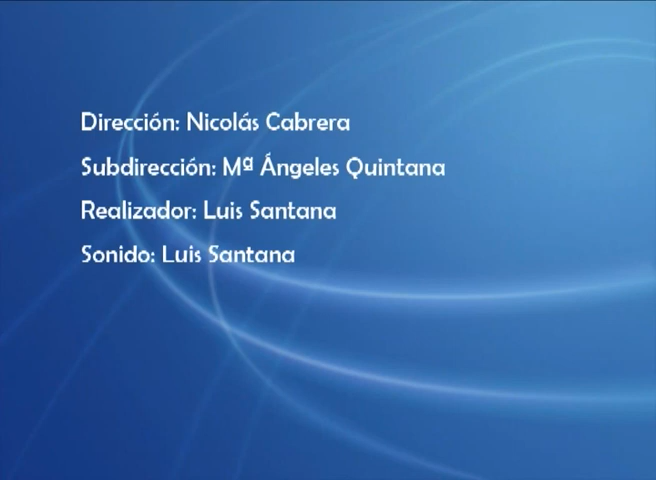 Dirección: Nicolás Cabrera
Subdirección: Mª Ángeles Quintana
Realizador: Luis Santana
Sonido: Luis Santana